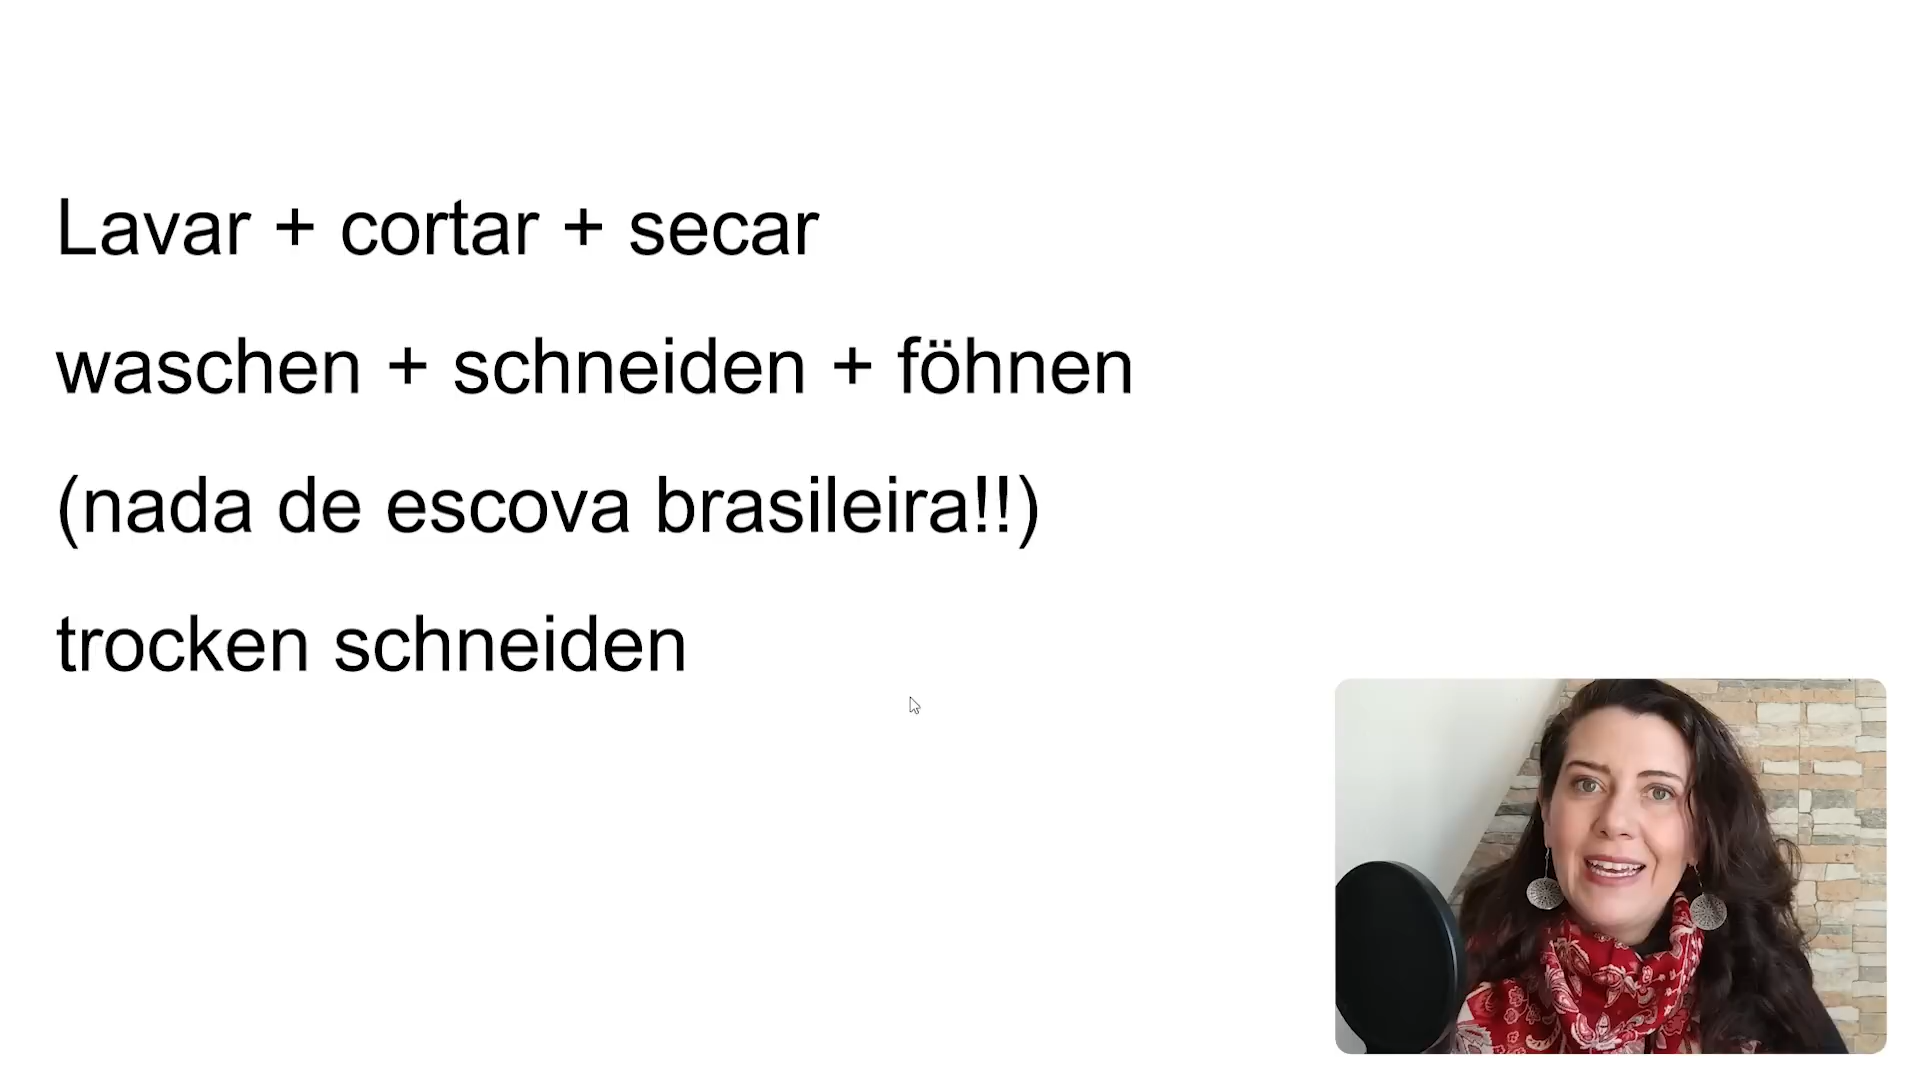 Lavar + cortar + secar
waschen + schneiden + föhnen
(nada de escova brasileira!!)
trocken schneiden